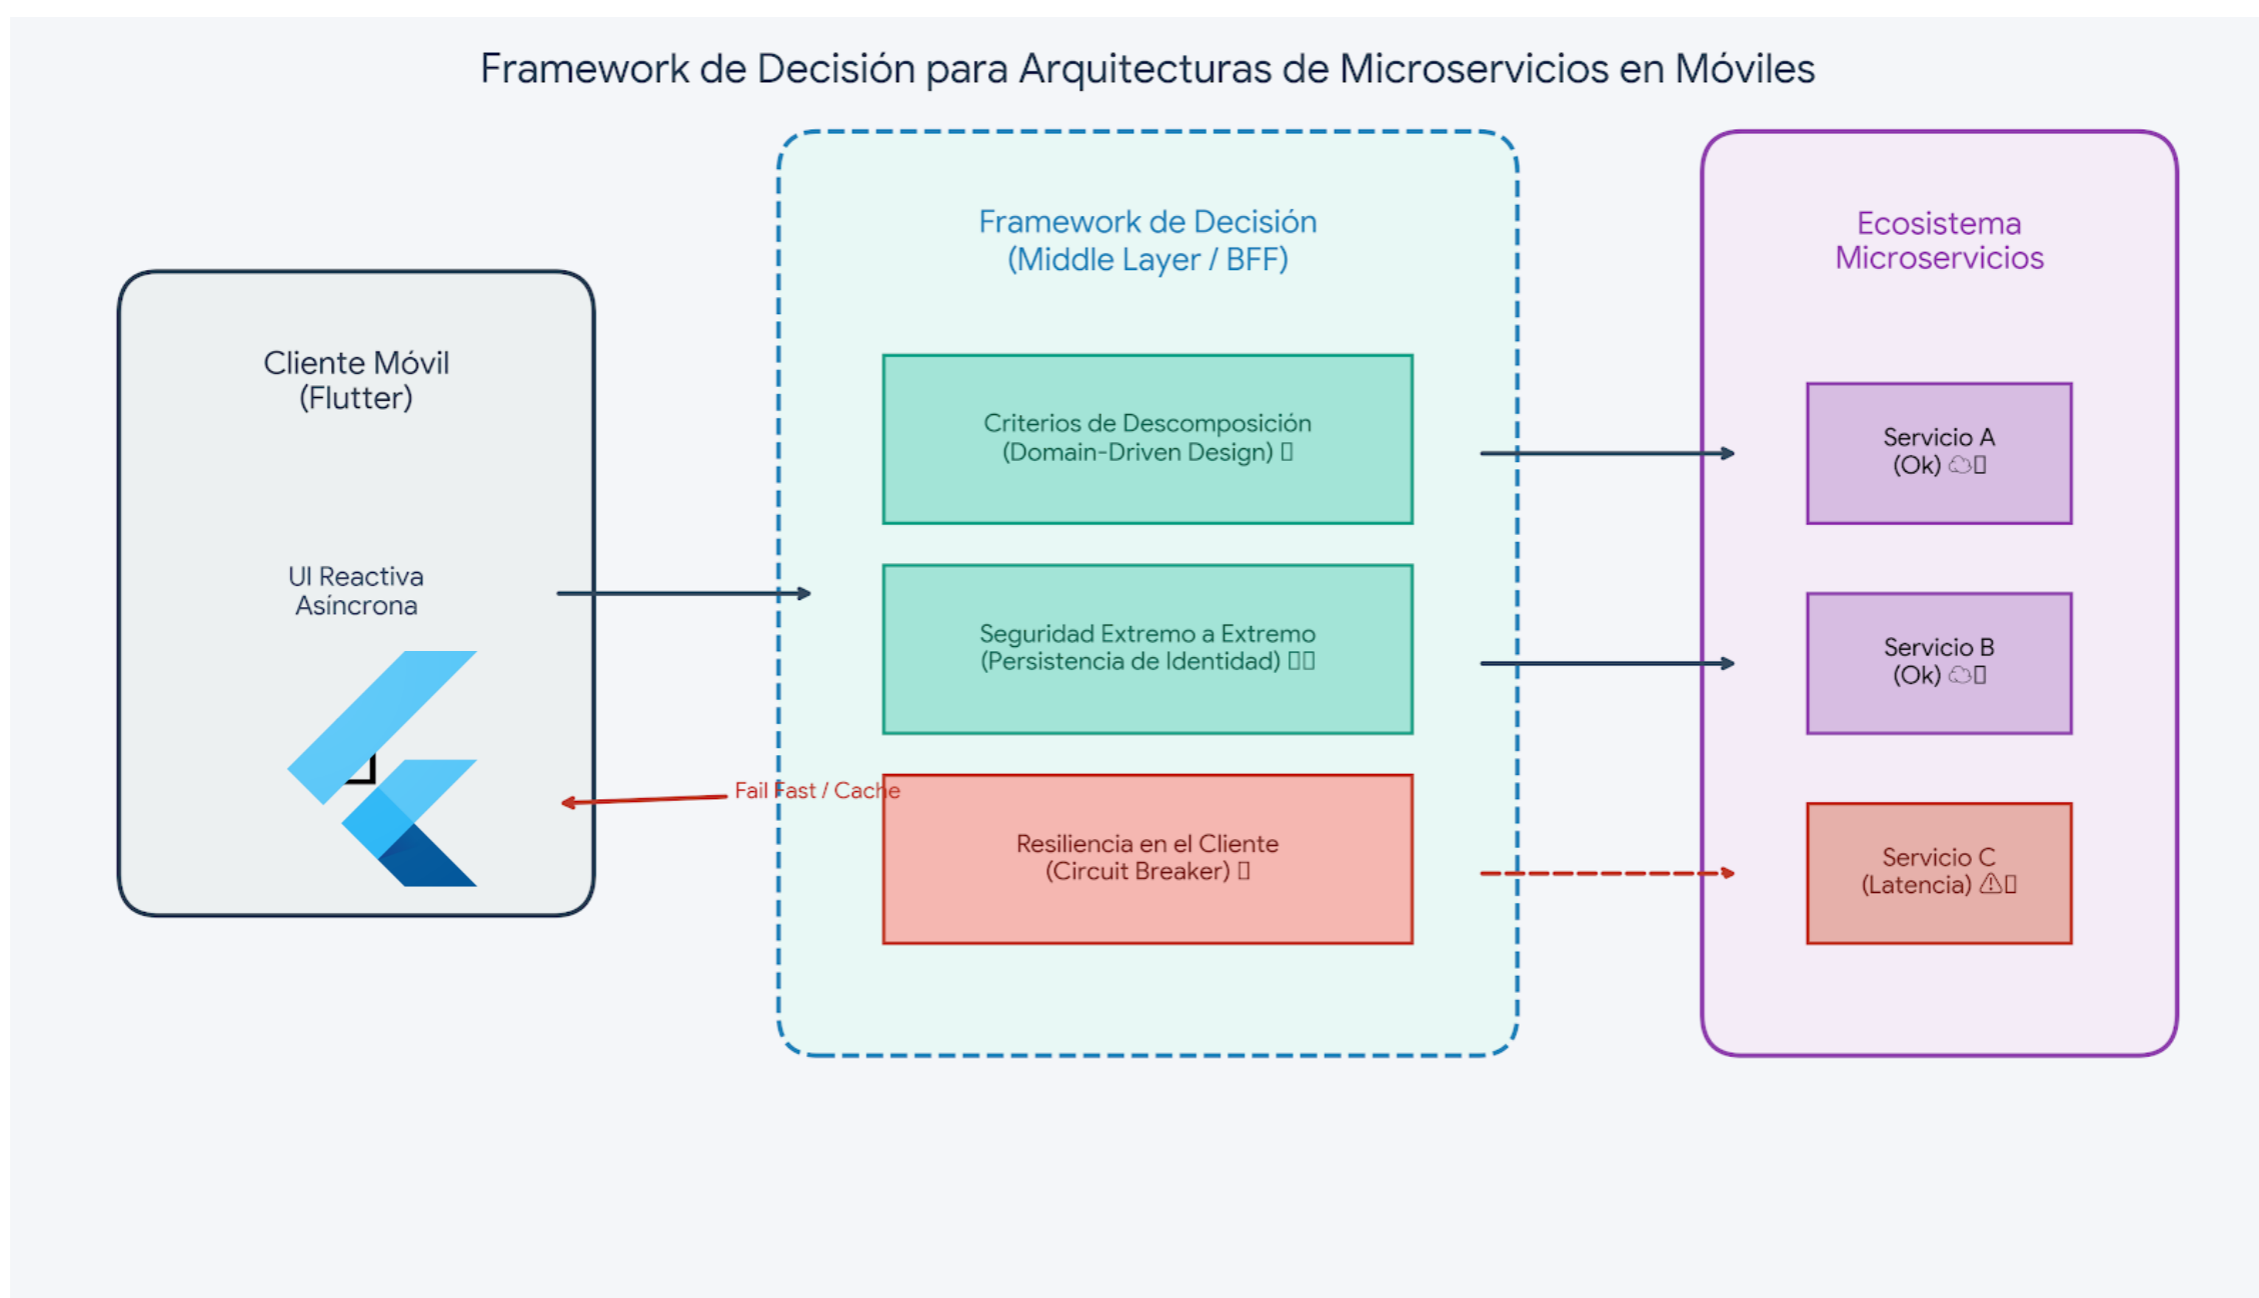 Framework de Decisión para Arquitecturas de Microservicios en Móviles
Cliente Móvil
(Flutter)
UI Reactiva
Asíncrona
Framework de Decisión
(Middle Layer / BFF)
Criterios de Descomposición
(Domain-Driven Design)
Seguridad Extremo a Extremo
(Persistencia de Identidad)
Fail Fast / Cache
Resiliencia en el Cliente
(Circuit Breaker)
Ecosistema
Microservicios
Servicio A
(Ok)
Servicio B
(Ok)
Servicio C
(Latencia) ⚠